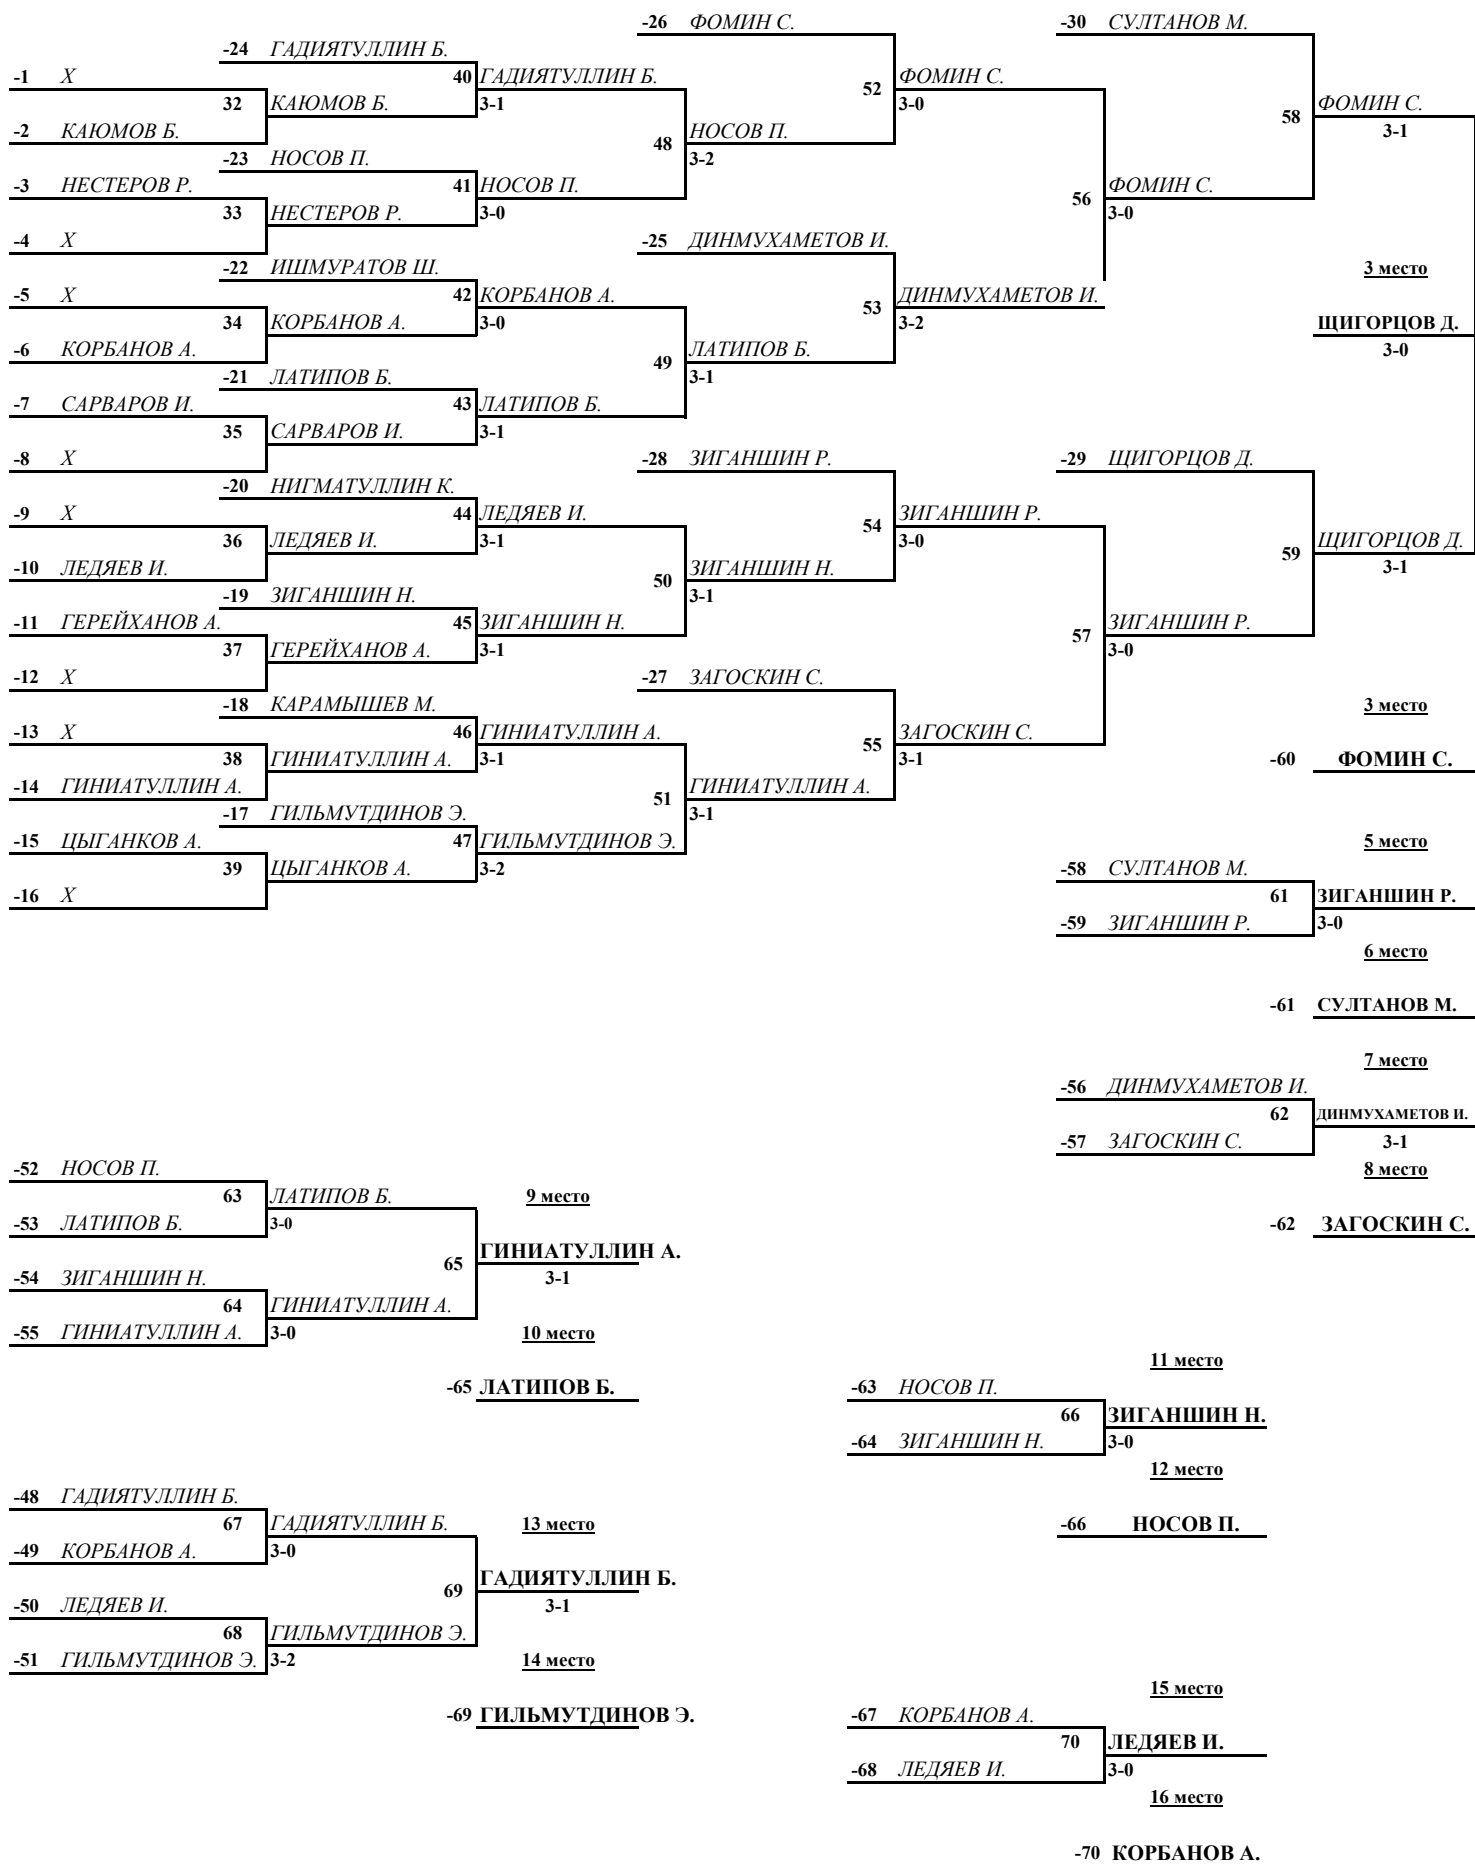 -26 ФОМИН С. -30 СУЛТАНОВ М.
-24 ГАДИЯТУЛЛИН Б.
-1 Х 40 ГАДИЯТУЛЛИН Б. 52 ФОМИН С.
32 КАЮМОВ Б. 3-1 3-0 58 ФОМИН С.
-2 КАЮМОВ Б. 48 НОСОВ П. 3-1
-23 НОСОВ П. 3-2
-3 НЕСТЕРОВ Р. 41 НОСОВ П. 56 ФОМИН С.
33 НЕСТЕРОВ Р. 3-0 3-0
-4 Х -25 ДИНМУХАМЕТОВ И.
-22 ИШМУРАТОВ Ш. 3 место
-5 Х 42 КОРБАНОВ А. 53 ДИНМУХАМЕТОВ И.
34 КОРБАНОВ А. 3-0 3-2 ЩИГОРЦОВ Д.
-6 КОРБАНОВ А. 49 ЛАТИПОВ Б. 3-0
-21 ЛАТИПОВ Б. 3-1
-7 САРВАРОВ И. 43 ЛАТИПОВ Б.
35 САРВАРОВ И. 3-1
-8 Х -28 ЗИГАНШИН Р. -29 ЩИГОРЦОВ Д.
-20 НИГМАТУЛЛИН К.
-9 Х 44 ЛЕДЯЕВ И. 54 ЗИГАНШИН Р.
36 ЛЕДЯЕВ И. 3-1 3-0 59 ЩИГОРЦОВ Д.
-10 ЛЕДЯЕВ И. 50 ЗИГАНШИН Н. 3-1
-19 ЗИГАНШИН Н. 3-1
-11 ГЕРЕЙХАНОВ А. 45 ЗИГАНШИН Н. 57 ЗИГАНШИН Р.
37 ГЕРЕЙХАНОВ А. 3-1 3-0
-12 Х -27 ЗАГОСКИН С.
-18 КАРАМЫШЕВ М. 3 место
-13 Х 46 ГИНИАТУЛЛИН А. 55 ЗАГОСКИН С.
38 ГИНИАТУЛЛИН А. 3-1 3-1 -60 ФОМИН С.
-14 ГИНИАТУЛЛИН А. 51 ГИНИАТУЛЛИН А.
-17 ГИЛЬМУТДИНОВ Э. 3-1
-15 ЦЫГАНКОВ А. 47 ГИЛЬМУТДИНОВ Э. 5 место
39 ЦЫГАНКОВ А. 3-2 -58 СУЛТАНОВ М.
-16 Х 61 ЗИГАНШИН Р.
-59 ЗИГАНШИН Р. 3-0
6 место
-61 СУЛТАНОВ М.
7 место
-56 ДИНМУХАМЕТОВ И.
62 ДИНМУХАМЕТОВ И.
-57 ЗАГОСКИН С. 3-1
-52 НОСОВ П. 8 место
63 ЛАТИПОВ Б. 9 место
-53 ЛАТИПОВ Б. 3-0 -62 ЗАГОСКИН С.
65 ГИНИАТУЛЛИН А.
-54 ЗИГАНШИН Н. 3-1
64 ГИНИАТУЛЛИН А.
-55 ГИНИАТУЛЛИН А. 3-0 10 место
11 место
-65 ЛАТИПОВ Б. -63 НОСОВ П.
66 ЗИГАНШИН Н.
-64 ЗИГАНШИН Н. 3-0
12 место
-48 ГАДИЯТУЛЛИН Б.
67 ГАДИЯТУЛЛИН Б. 13 место -66 НОСОВ П.
-49 КОРБАНОВ А. 3-0
69 ГАДИЯТУЛЛИН Б.
-50 ЛЕДЯЕВ И. 3-1
68 ГИЛЬМУТДИНОВ Э.
-51 ГИЛЬМУТДИНОВ Э. 3-2 14 место
15 место
-69 ГИЛЬМУТДИНОВ Э. -67 КОРБАНОВ А.
70 ЛЕДЯЕВ И.
-68 ЛЕДЯЕВ И. 3-0
16 место
-70 КОРБАНОВ А.